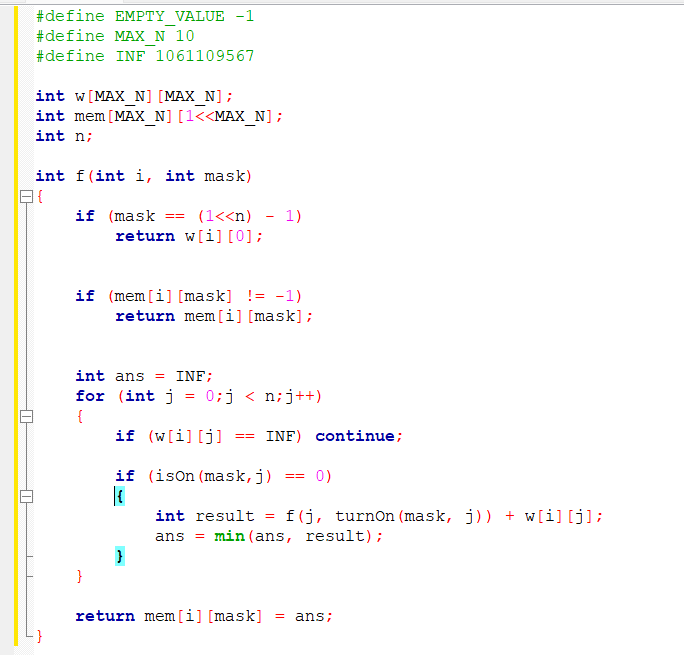 #define EMPTY_VALUE -1
#define MAX_N 10
#define INF 1061109567
int w[MAX_N][MAX_N];
int mem[MAX_N][1<<MAX_N];
int n;
int f(int i, int mask)
{
    if (mask == (1<<n) - 1)
        return w[i][0];
    if (mem[i][mask] != -1)
        return mem[i][mask];
    int ans = INF;
    for (int j = 0;j < n;j++)
    {
        if (w[i][j] == INF) continue;
        if (isOn(mask,j) == 0)
        {
            int result = f(j, turnOn(mask, j)) + w[i][j];
            ans = min(ans, result);
        }
    }
    return mem[i][mask] = ans;
}